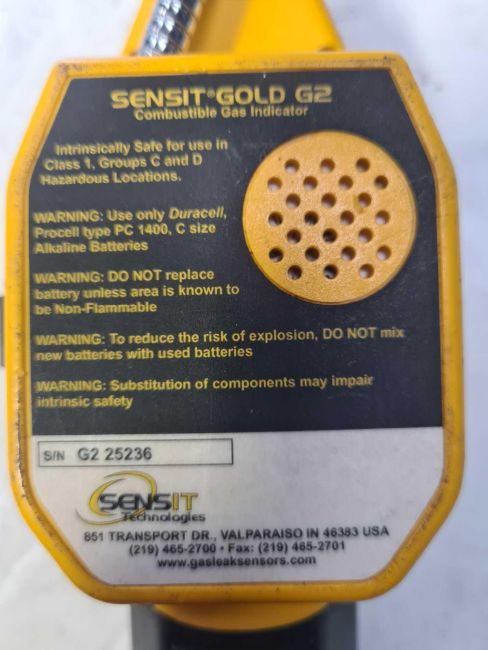 SENSIT® GOLD G2
Combustible Gas Indicator
Intrinsically Safe for use in
Class 1, Groups C and D
Hazardous Locations.
WARNING: Use only Duracell,
Procell type PC 1400, C size
Alkaline Batteries
WARNING: DO NOT replace
battery unless area is known to
be Non-Flammable
WARNING: To reduce the risk of explosion, DO NOT mix
new batteries with used batteries
WARNING: Substitution of components may impair
intrinsic safety
S/N G2 25236
SENSIT
Technologies
851 TRANSPORT DR., VALPARAISO IN 46383 USA
(219) 465-2700 • Fax: (219) 465-2701
www.gasleaksensors.com